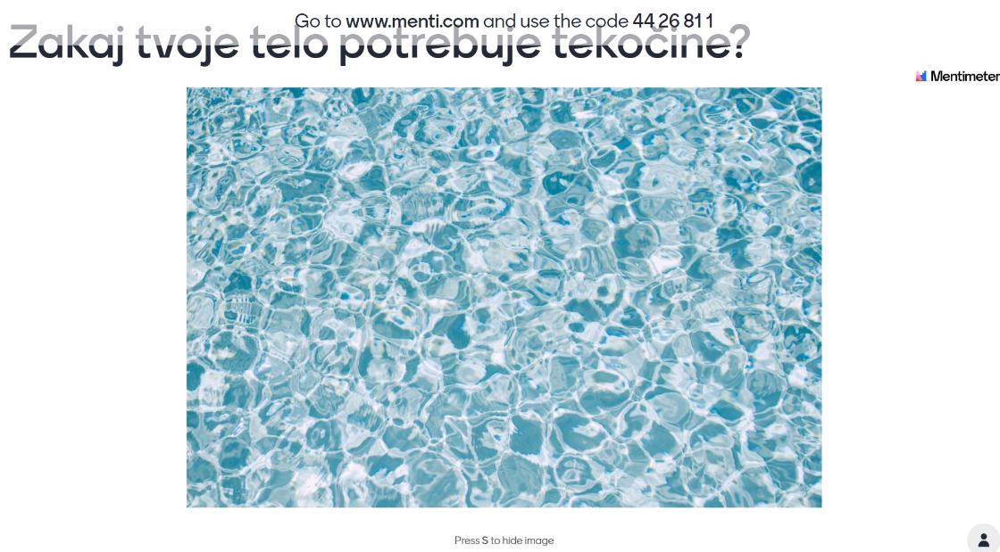 Go to www.menti.com and use the code 44 26 81 1
Zakaj tvoje telo potrebuje tekočine?
Mentimeter
Press S to hide image